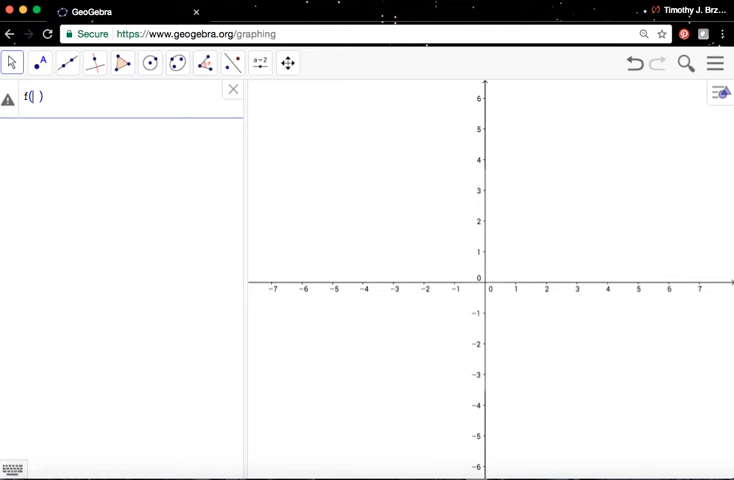 GeoGebra
Timothy J. Brz...
Secure https://www.geogebra.org/graphing
A
a=2
f( )
6
5
4
3
2
1
0
-7 -6 -5 -4 -3 -2 -1 0 1 2 3 4 5 6 7
-1
-2
-3
-4
-5
-6